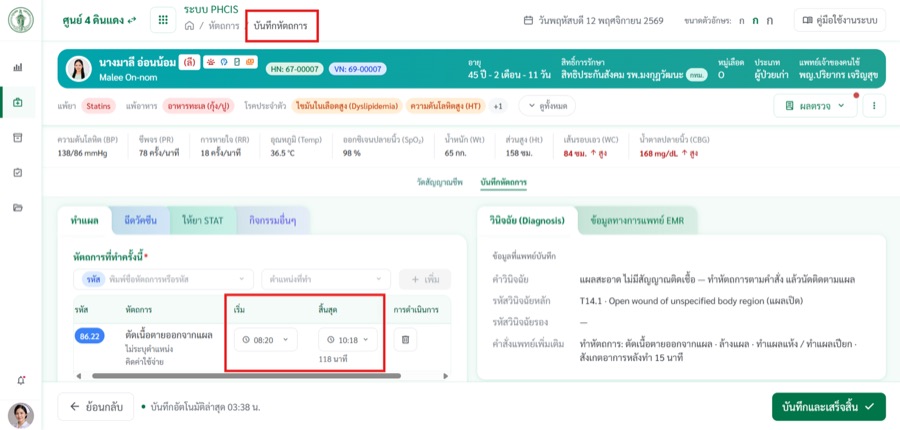 ศูนย์ 4 ดินแดง
ระบบ PHCIS
หัตถการ / บันทึกหัตถการ
วันพฤหัสบดี 12 พฤศจิกายน 2569
ขนาดตัวอักษร: ก ก ก
คู่มือใช้งานระบบ
นางมาลี อ่อนน้อม (ลี)
Malee On-nom
HN: 67-00007
VN: 69-00007
อายุ
45 ปี - 2 เดือน - 11 วัน
สิทธิ์การรักษา
สิทธิประกันสังคม รพ.มงกุฎวัฒนะ กทม.
หมู่เลือด
O
ประเภท
ผู้ป่วยเก่า
แพทย์เจ้าของคนไข้
พญ.ปริยากร เจริญสุข
แพ้ยา Statins แพ้อาหาร อาหารทะเล (กุ้ง/ปู) โรคประจำตัว ไขมันในเลือดสูง (Dyslipidemia) ความดันโลหิตสูง (HT) +1 ดูทั้งหมด
ผลตรวจ
ความดันโลหิต (BP)
138/86 mmHg
ชีพจร (PR)
78 ครั้ง/นาที
การหายใจ (RR)
18 ครั้ง/นาที
อุณหภูมิ (Temp)
36.5 °C
ออกซิเจนปลายนิ้ว (SpO₂)
98 %
น้ำหนัก (Wt)
65 กก.
ส่วนสูง (Ht)
158 ซม.
เส้นรอบเอว (WC)
84 ซม. ↑ สูง
น้ำตาลปลายนิ้ว (CBG)
168 mg/dL ↑ สูง
วัดสัญญาณชีพ บันทึกหัตถการ
ทำแผล ฉีดวัคซีน ให้ยา STAT กิจกรรมอื่นๆ
หัตถการที่ทำครั้งนี้*
รหัส พิมพ์ชื่อหัตถการหรือรหัส ตำแหน่งที่ทำ + เพิ่ม
รหัส หัตถการ เริ่ม สิ้นสุด การดำเนินการ
86.22 ตัดเนื้อตายออกจากแผล 08:20 10:18
ไม่ระบุตำแหน่ง
คิดค่าใช้จ่าย
118 นาที
วินิจฉัย (Diagnosis) ข้อมูลทางการแพทย์ EMR
ข้อมูลที่แพทย์บันทึก
คำวินิจฉัย แผลสะอาด ไม่มีสัญญาณติดเชื้อ — ทำหัตถการตามคำสั่ง แล้วนัดติดตามแผล
รหัสวินิจฉัยหลัก T14.1 · Open wound of unspecified body region (แผลเปิด)
รหัสวินิจฉัยรอง —
คำสั่งแพทย์เพิ่มเติม ทำหัตถการ: ตัดเนื้อตายออกจากแผล · ล้างแผล · ทำแผลแห้ง / ทำแผลเปียก ·
สังเกตอาการหลังทำ 15 นาที
← ย้อนกลับ
บันทึกอัตโนมัติล่าสุด 03:38 น.
บันทึกและเสร็จสิ้น